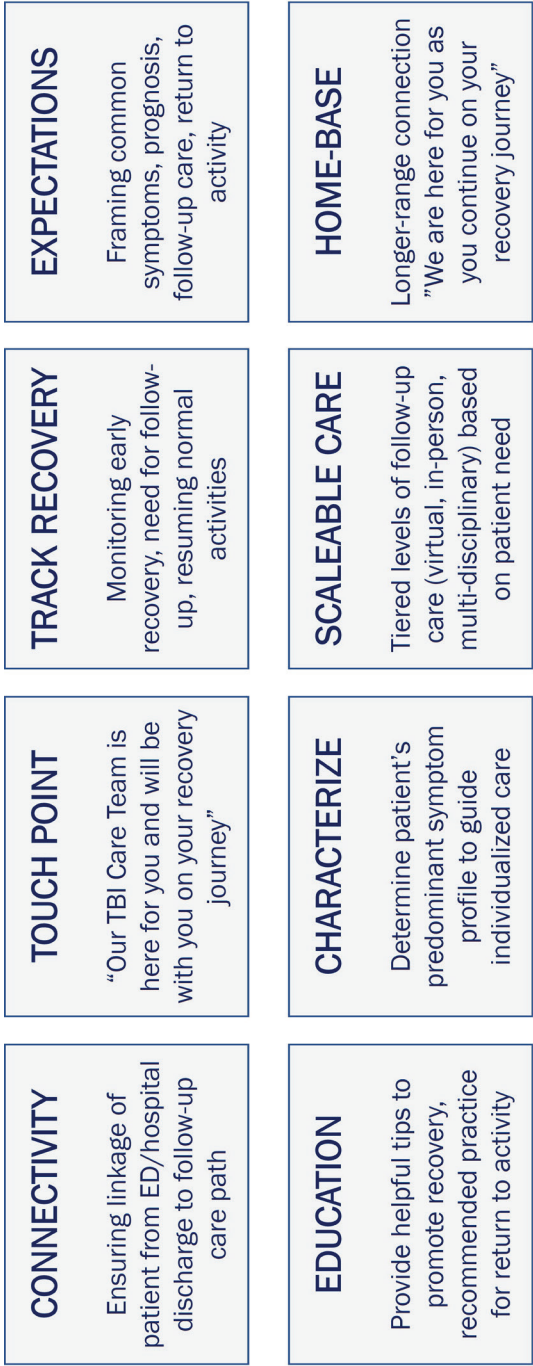 CONNECTIVITY
Ensuring linkage of
patient from ED/hospital
discharge to follow-up
care path
TOUCH POINT
“Our TBI Care Team is
here for you and will be
with you on your recovery
journey”
TRACK RECOVERY
Monitoring early
recovery, need for follow-
up, resuming normal
activities
EXPECTATIONS
Framing common
symptoms, prognosis,
follow-up care, return to
activity
EDUCATION
Provide helpful tips to
promote recovery,
recommended practice
for return to activity
CHARACTERIZE
Determine patient’s
predominant symptom
profile to guide
individualized care
SCALEABLE CARE
Tiered levels of follow-up
care (virtual, in-person,
multi-disciplinary) based
on patient need
HOME-BASE
Longer-range connection
”We are here for you as
you continue on your
recovery journey”